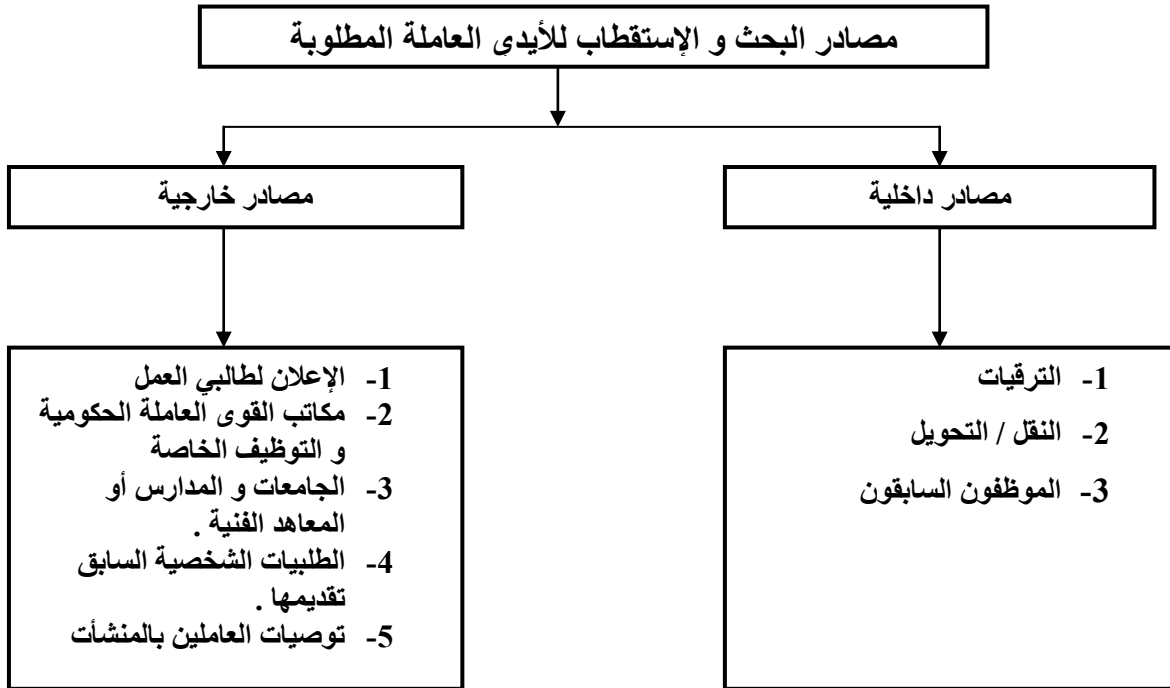 مصادر البحث و الإستقطاب للأيدى العاملة المطلوبة
مصادر داخلية
1- الترقيات
2- النقل / التحويل
3- الموظفون السابقون
مصادر خارجية
1- الإعلان لطالبي العمل
2- مكاتب القوى العاملة الحكومية
و التوظيف الخاصة
3- الجامعات و المدارس أو
المعاهد الفنية .
4- الطلبيات الشخصية السابق
تقديمها .
5- توصيات العاملين بالمنشأت